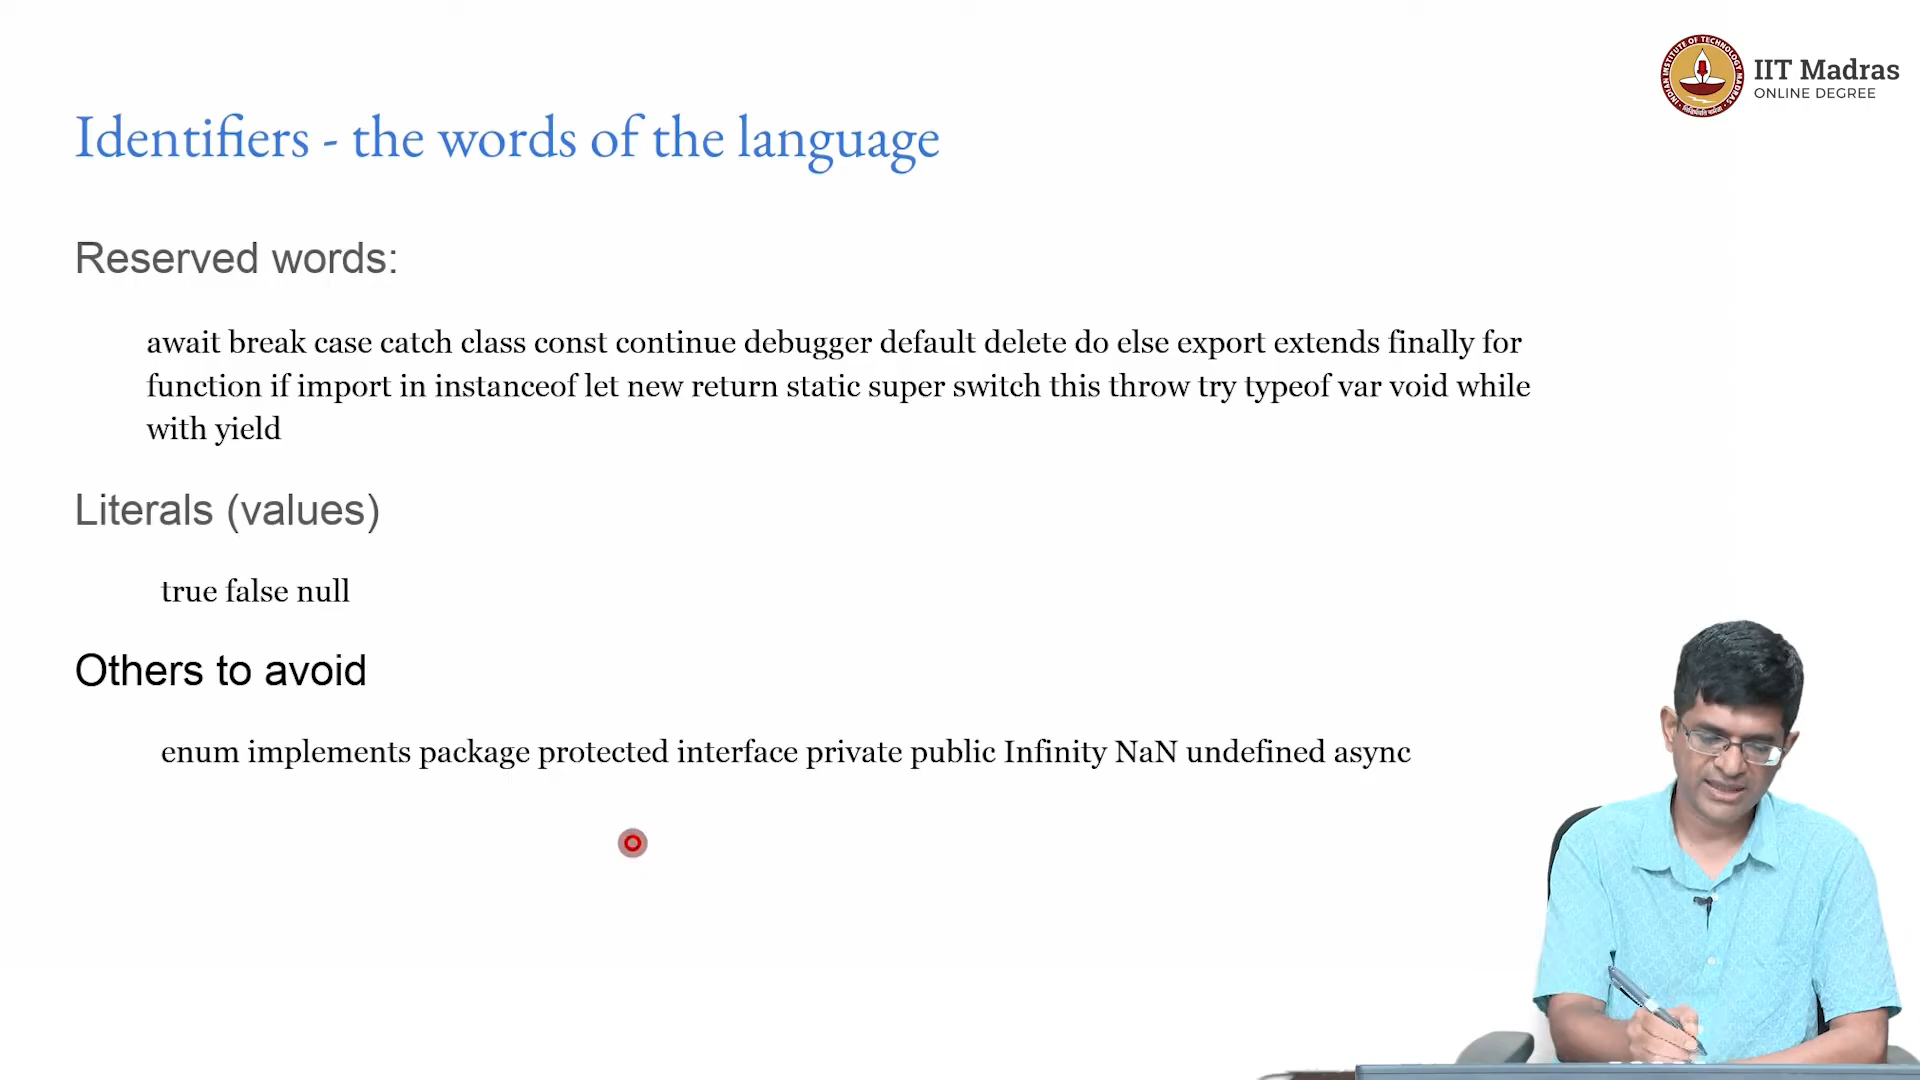 IIT Madras
ONLINE DEGREE
Identifiers - the words of the language
Reserved words:
await break case catch class const continue debugger default delete do else export extends finally for
function if import in instanceof let new return static super switch this throw try typeof var void while
with yield
Literals (values)
true false null
Others to avoid
enum implements package protected interface private public Infinity NaN undefined async